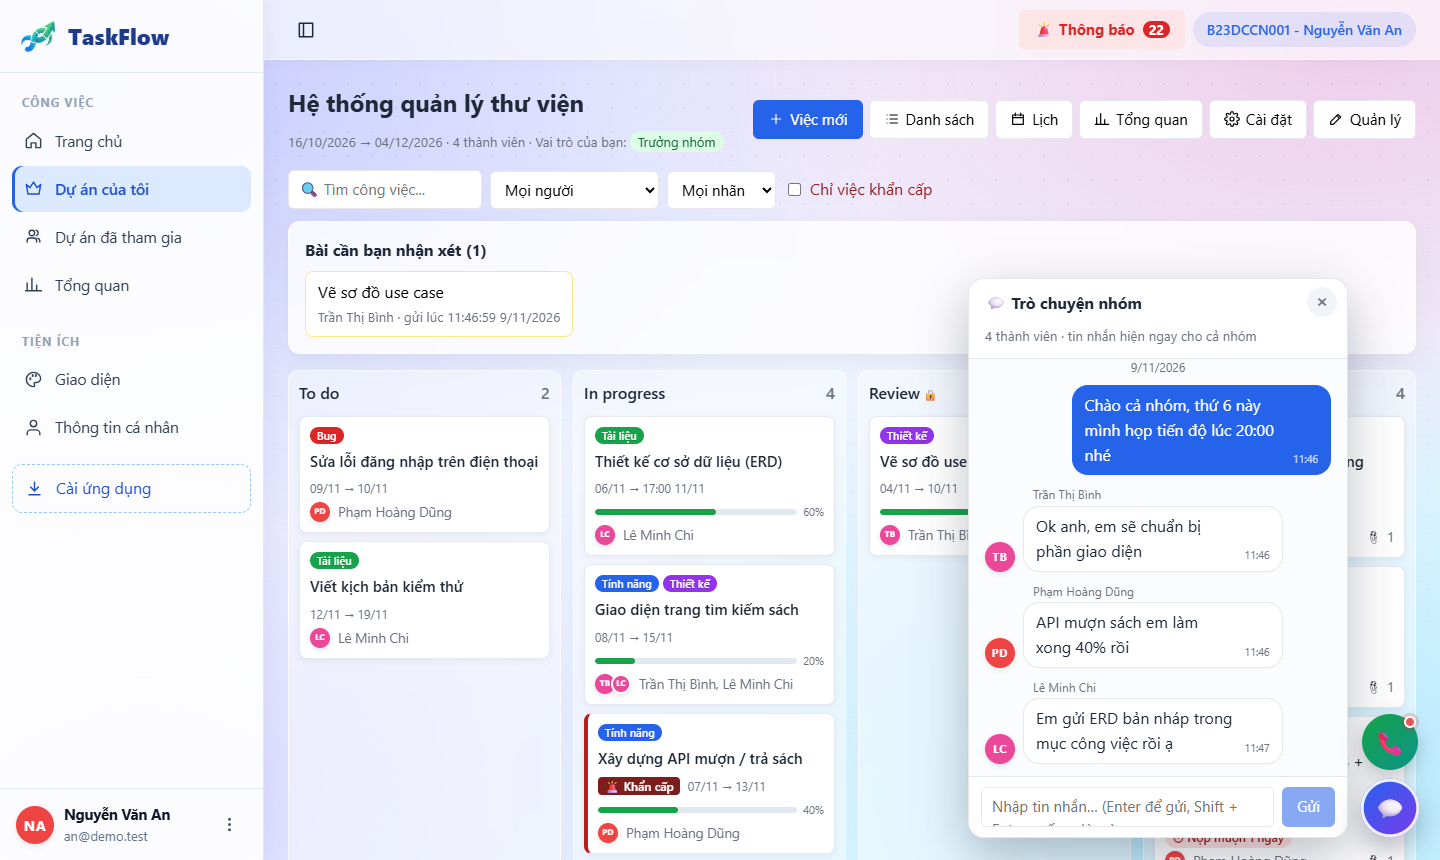 TaskFlow
CÔNG VIỆC
Trang chủ
Dự án của tôi
Dự án đã tham gia
Tổng quan
TIỆN ÍCH
Giao diện
Thông tin cá nhân
Cài ứng dụng
NA
Nguyễn Văn An
an@demo.test
Thông báo 22
B23DCCN001 - Nguyễn Văn An
Hệ thống quản lý thư viện
16/10/2026 → 04/12/2026 · 4 thành viên · Vai trò của bạn: Trưởng nhóm
+ Việc mới
Danh sách
Lịch
Tổng quan
Cài đặt
Quản lý
Tìm công việc...
Mọi người
Mọi nhãn
Chỉ việc khẩn cấp
Bài cần bạn nhận xét (1)
Vẽ sơ đồ use case
Trần Thị Bình · gửi lúc 11:46:59 9/11/2026
To do 2
Bug
Sửa lỗi đăng nhập trên điện thoại
09/11 → 10/11
PD Phạm Hoàng Dũng
Tài liệu
Viết kịch bản kiểm thử
12/11 → 19/11
LC Lê Minh Chi
In progress 4
Tài liệu
Thiết kế cơ sở dữ liệu (ERD)
06/11 → 17:00 11/11
60%
LC Lê Minh Chi
Tính năng Thiết kế
Giao diện trang tìm kiếm sách
08/11 → 15/11
20%
TB LC Trần Thị Bình, Lê Minh Chi
Tính năng
Xây dựng API mượn / trả sách
Khẩn cấp 07/11 → 13/11
40%
PD Phạm Hoàng Dũng
Review
Thiết kế
Vẽ sơ đồ use
04/11 → 10/11
TB Trần Thị
4
1
1
1
Trò chuyện nhóm
×
4 thành viên · tin nhắn hiện ngay cho cả nhóm
9/11/2026
Chào cả nhóm, thứ 6 này
mình họp tiến độ lúc 20:00
nhé 11:46
Trần Thị Bình
Ok anh, em sẽ chuẩn bị
TB phần giao diện 11:46
Phạm Hoàng Dũng
API mượn sách em làm
PD xong 40% rồi 11:46
Lê Minh Chi
Em gửi ERD bản nháp trong
LC mục công việc rồi ạ 11:47
Nhập tin nhắn... (Enter để gửi, Shift +
Gửi